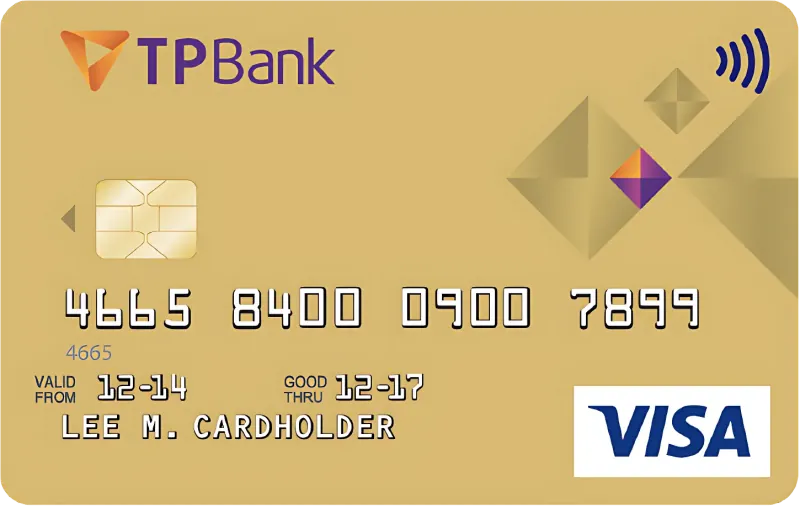 TPBank
4665 8400 0900 7899
4665
VALID FROM 12-14 GOOD THRU 12-17
LEE M. CARDHOLDER
VISA